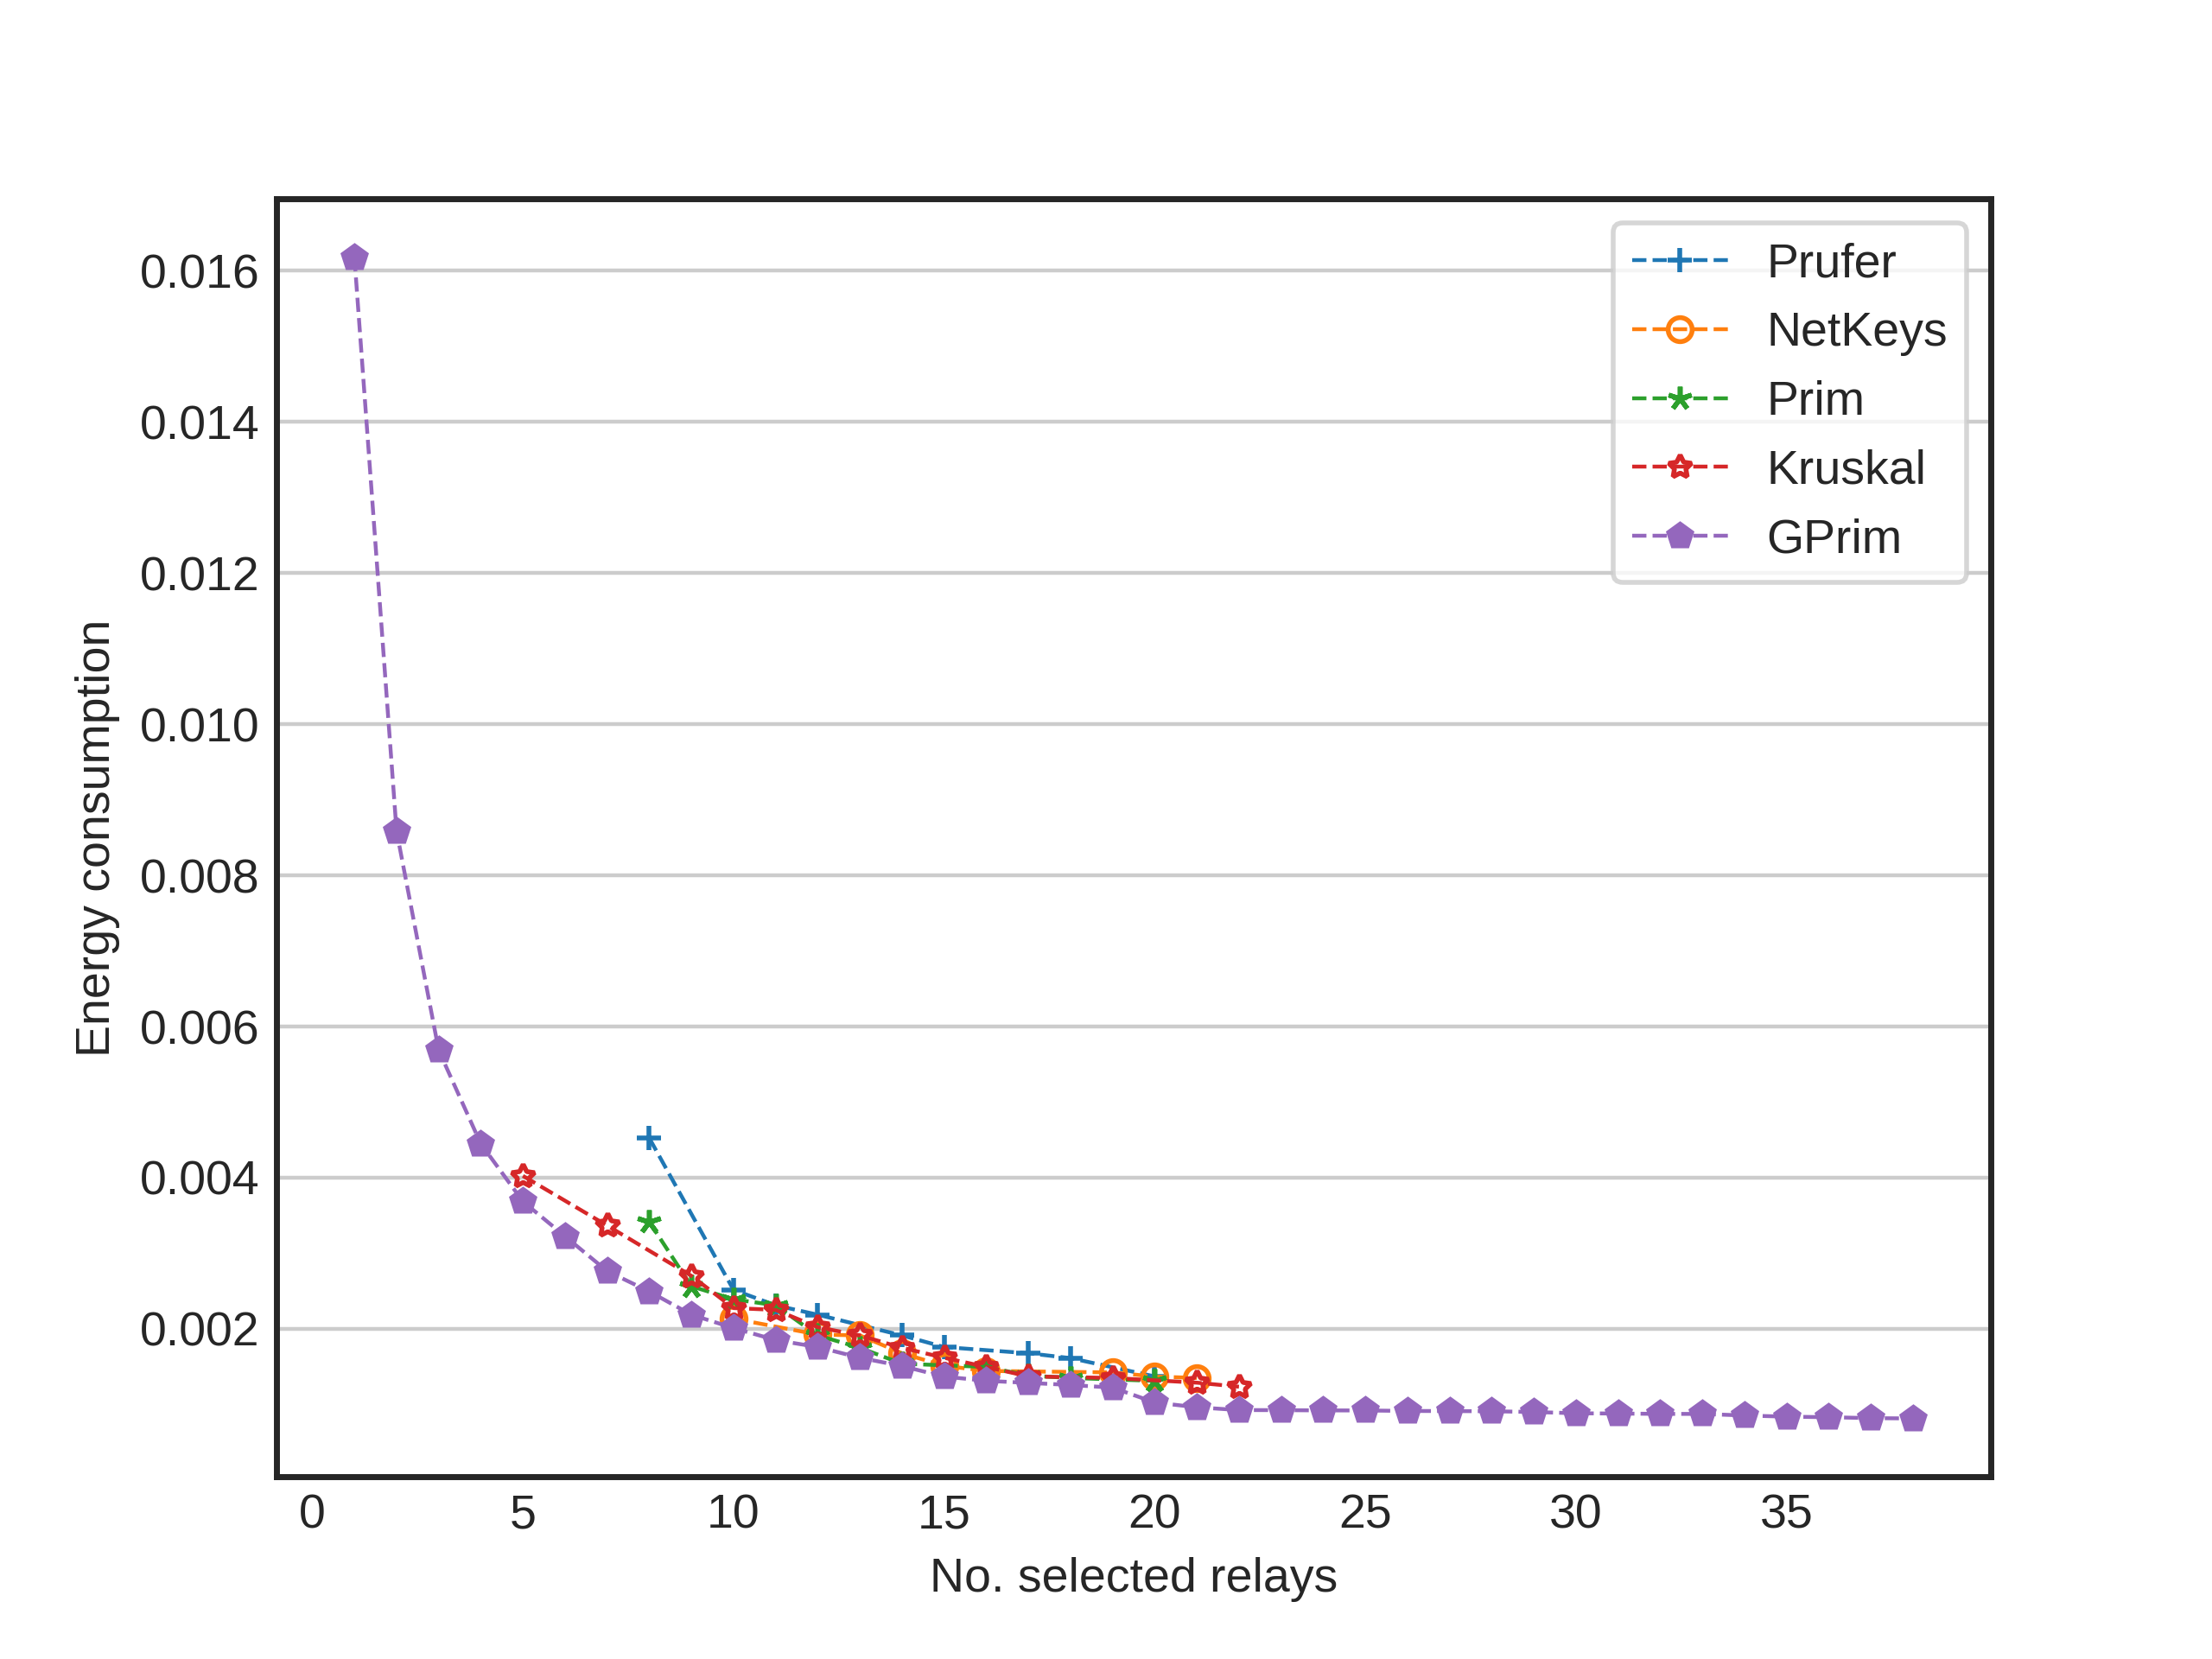 Prufer
NetKeys
Prim
Kruskal
GPrim
0.016
0.014
0.012
0.010
0.008
0.006
0.004
0.002
Energy consumption
0 5 10 15 20 25 30 35
No. selected relays